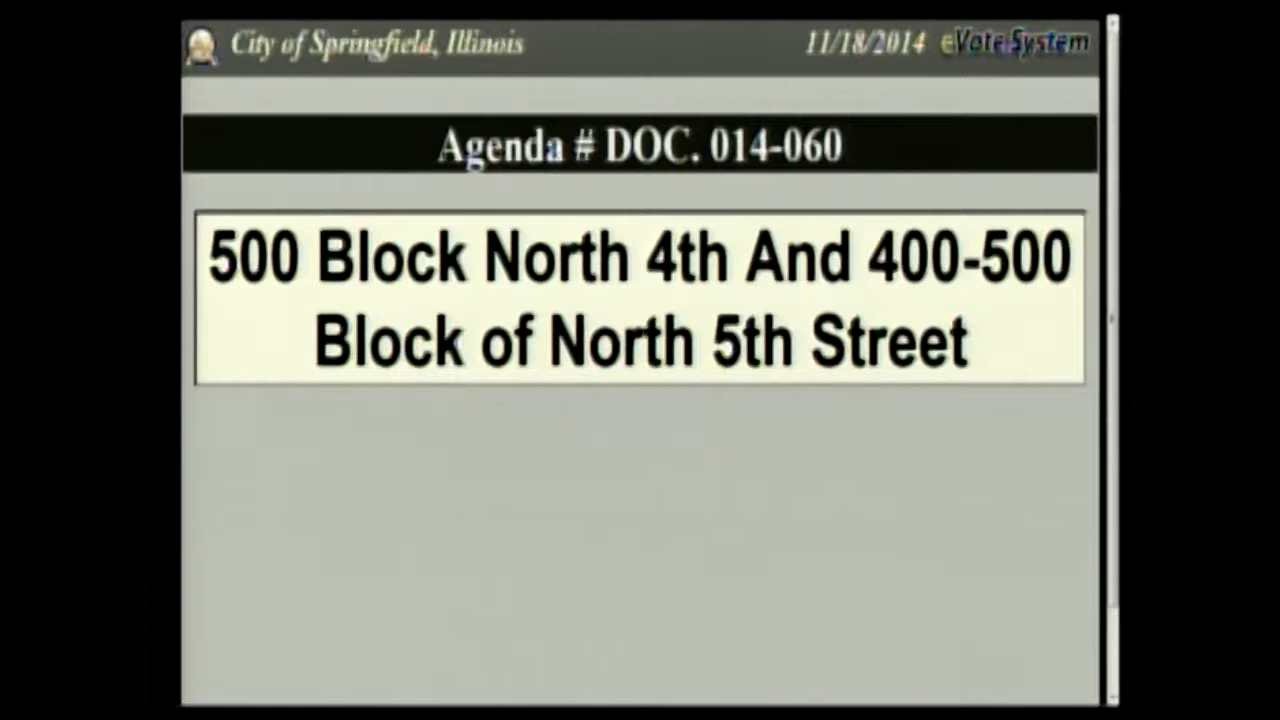 City of Springfield, Illinois 11/18/2014 eVote System
Agenda # DOC. 014-060
500 Block North 4th And 400-500
Block of North 5th Street